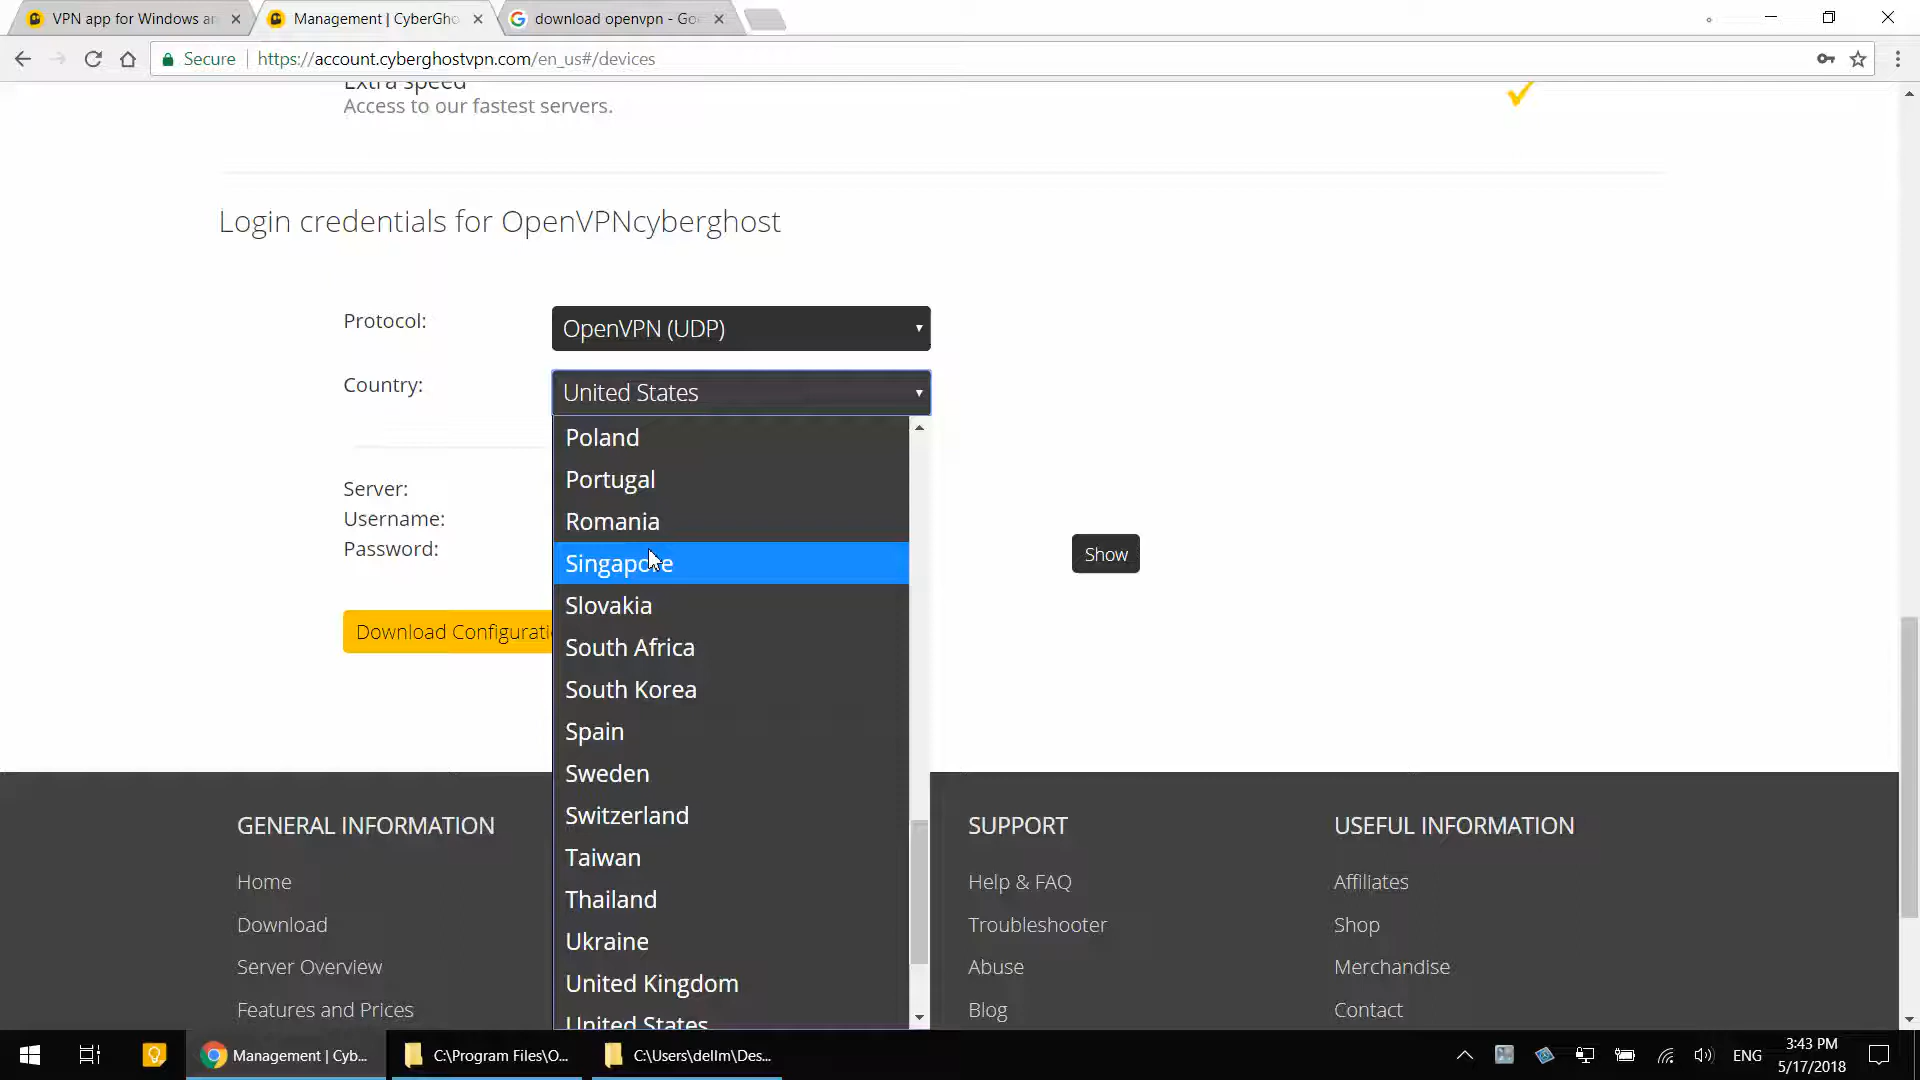 VPN app for Windows an
Management | CyberGho
download openvpn - Go
Secure
https://account.cyberghostvpn.com/en_us#/devices
Extra speed
Access to our fastest servers.
Login credentials for OpenVPNcyberghost
Protocol:
OpenVPN (UDP)
Country:
United States
Poland
Portugal
Romania
Singapore
Slovakia
South Africa
South Korea
Spain
Sweden
Switzerland
Taiwan
Thailand
Ukraine
United Kingdom
United States
Server:
Username:
Password:
Show
Download Configurati
GENERAL INFORMATION
Home
Download
Server Overview
Features and Prices
SUPPORT
Help & FAQ
Troubleshooter
Abuse
Blog
USEFUL INFORMATION
Affiliates
Shop
Merchandise
Contact
Management | Cyb...
C:\Program Files\O...
C:\Users\dellm\Des...
ENG
3:43 PM
5/17/2018